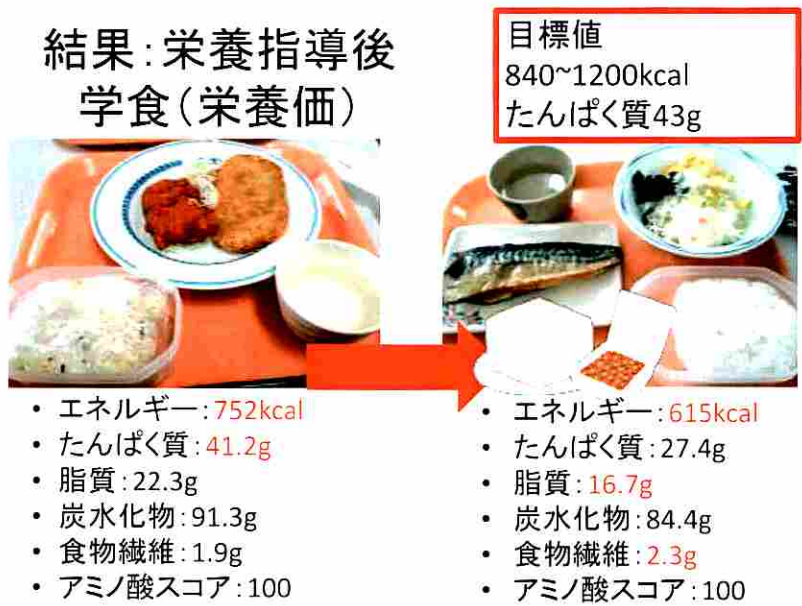 結果：栄養指導後
学食（栄養価）
目標値
840~1200kcal
たんぱく質43g
• エネルギー：752kcal
• たんぱく質：41.2g
• 脂質：22.3g
• 炭水化物：91.3g
• 食物繊維：1.9g
• アミノ酸スコア：100
• エネルギー：615kcal
• たんぱく質：27.4g
• 脂質：16.7g
• 炭水化物：84.4g
• 食物繊維：2.3g
• アミノ酸スコア：100